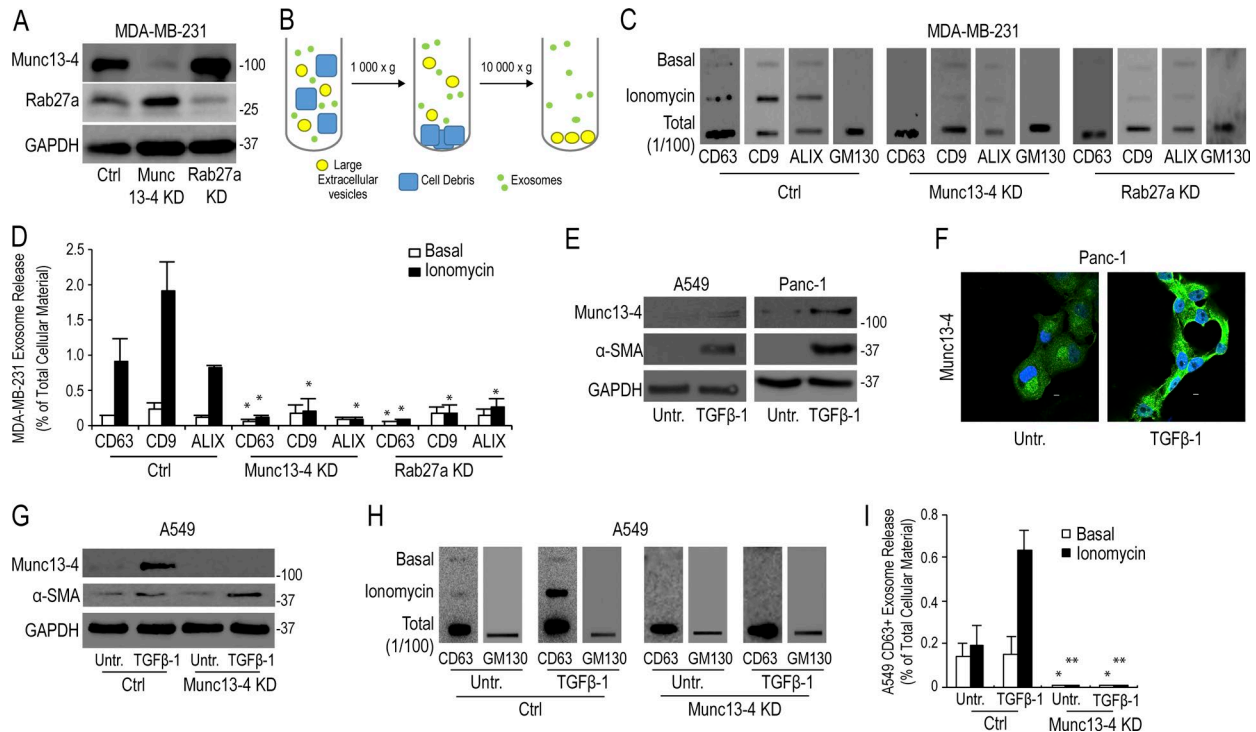 A
MDA-MB-231
Munc13-4
-100
Rab27a
-25
GAPDH
-37
Ctrl
Munc
13-4 KD
Rab27a
KD
B
1 000 x g
10 000 x g
Large
Extracellular
vesicles
Cell Debris
Exosomes
C
MDA-MB-231
Basal
Ionomycin
Total
(1/100)
CD63 CD9 ALIX GM130 CD63 CD9 ALIX GM130 CD63 CD9 ALIX GM130
Ctrl Munc13-4 KD Rab27a KD
D
MDA-MB-231 Exosome Release
(% of Total Cellular Material)
2.5
2.0
1.5
1.0
0.5
0
Basal
Ionomycin
* * * * * * * *
CD63 CD9 ALIX CD63 CD9 ALIX CD63 CD9 ALIX
Ctrl Munc13-4 KD Rab27a KD
E
A549 Panc-1
Munc13-4
-100
α-SMA
-37
GAPDH
-37
Untr. TGFβ-1 Untr. TGFβ-1
F
Panc-1
Munc13-4
Untr. TGFβ-1
G
A549
Munc13-4
-100
α-SMA
-37
GAPDH
-37
Untr. TGFβ-1 Untr. TGFβ-1
Ctrl Munc13-4 KD
H
A549
Basal
Ionomycin
Total
(1/100)
CD63 GM130 CD63 GM130 CD63 GM130 CD63 GM130
Untr. TGFβ-1 Untr. TGFβ-1
Ctrl Munc13-4 KD
I
A549 CD63+ Exosome Release
(% of Total Cellular Material)
0.8
0.6
0.4
0.2
0
Basal
Ionomycin
* ** * **
Untr. TGFβ-1 Untr. TGFβ-1
Ctrl Munc13-4 KD